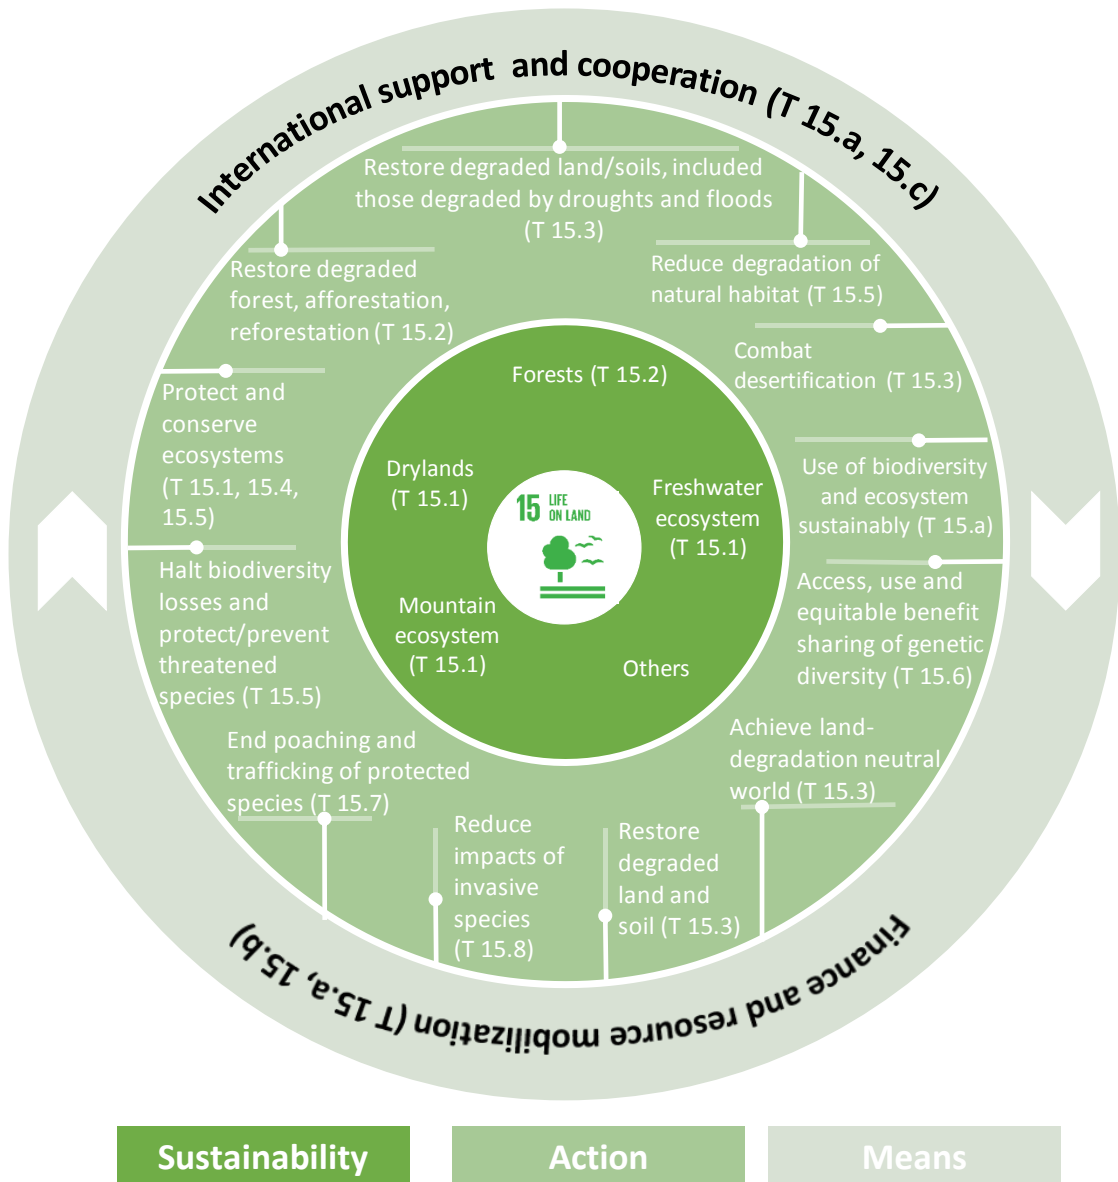 International support and cooperation (T 15.a, 15.c)
Restore degraded land/soils, included
those degraded by droughts and floods
(T 15.3)
Reduce degradation of
natural habitat (T 15.5)
Combat
desertification (T 15.3)
Use of biodiversity
and ecosystem
sustainably (T 15.a)
Access, use and
equitable benefit
sharing of genetic
diversity (T 15.6)
Achieve land-
degradation neutral
world (T 15.3)
Restore
degraded
land and
soil (T 15.3)
Reduce
impacts of
invasive
species
(T 15.8)
End poaching and
trafficking of protected
species (T 15.7)
Halt biodiversity
losses and
protect/prevent
threatened
species (T 15.5)
Protect and
conserve
ecosystems
(T 15.1, 15.4,
15.5)
Restore degraded
forest, afforestation,
reforestation (T 15.2)
Forests (T 15.2)
Freshwater
ecosystem
(T 15.1)
Others
Mountain
ecosystem
(T 15.1)
Drylands
(T 15.1)
15 LIFE
ON LAND
Finance and resource mobilization (T 15.a, 15.b)
Sustainability
Action
Means